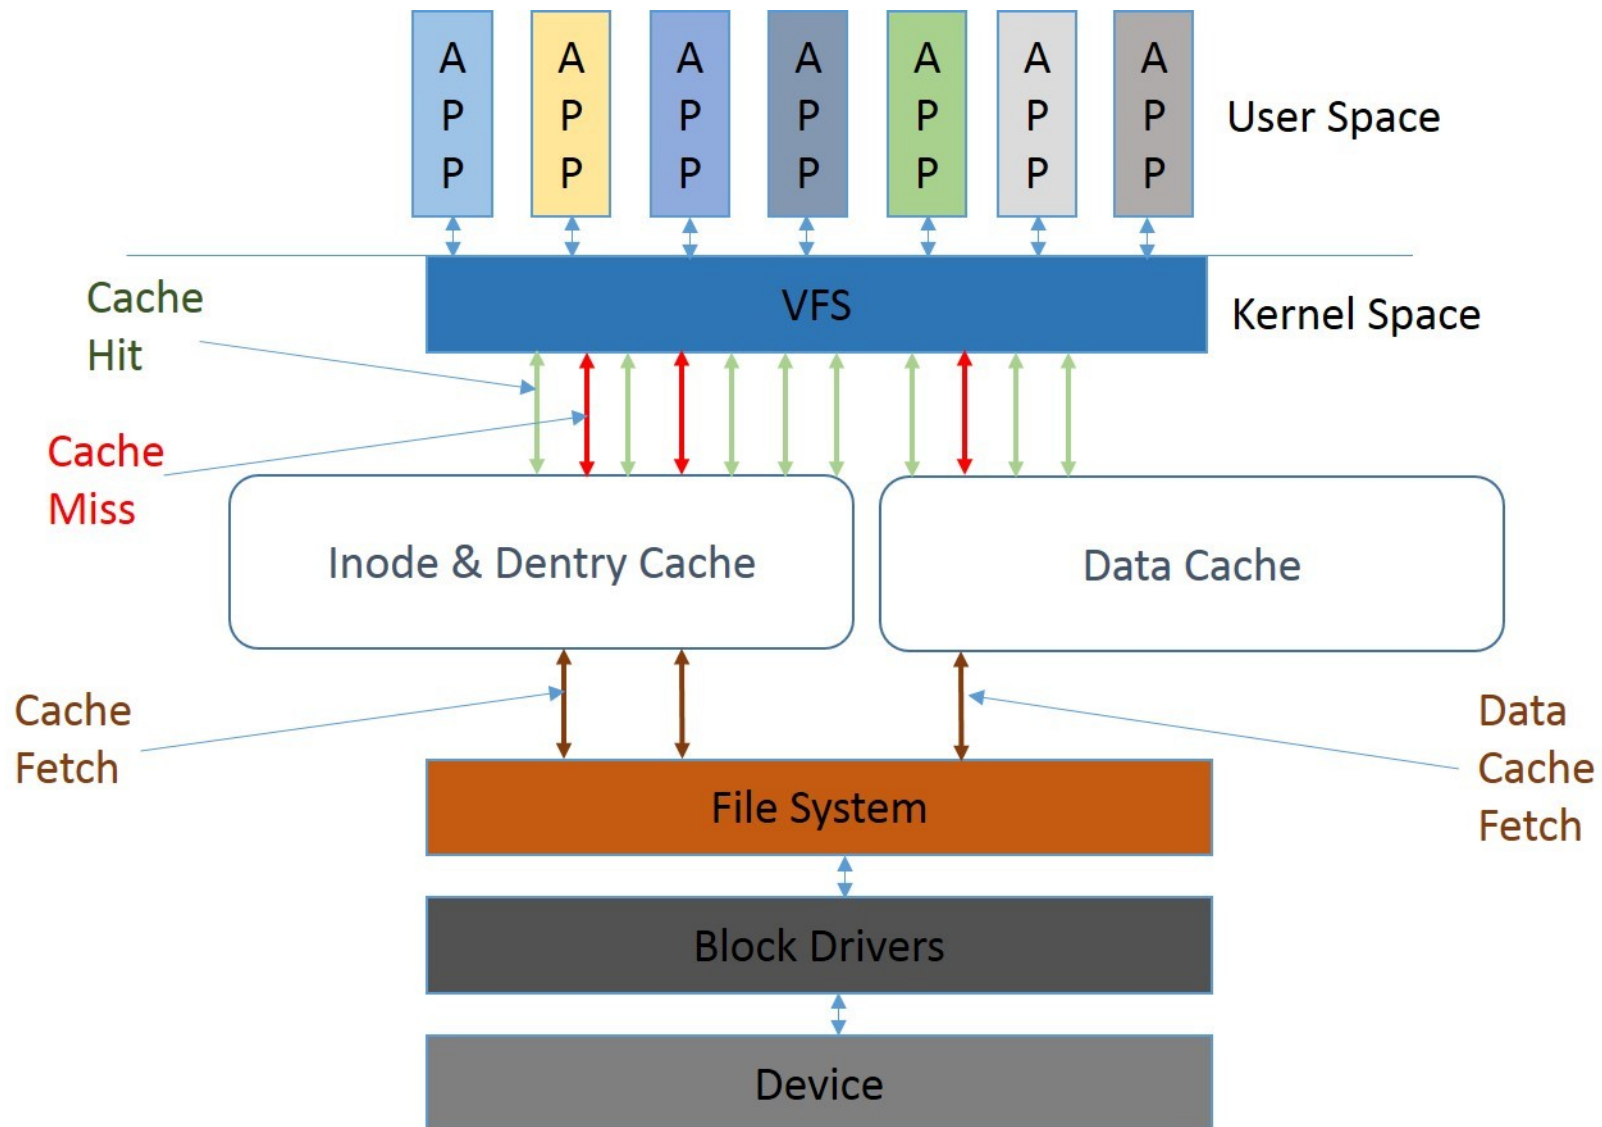 A A A A A A A
P P P P P P P
P P P P P P P
User Space
VFS
Kernel Space
Cache
Hit
Cache
Miss
Inode & Dentry Cache
Data Cache
Cache
Fetch
Data
Cache
Fetch
File System
Block Drivers
Device